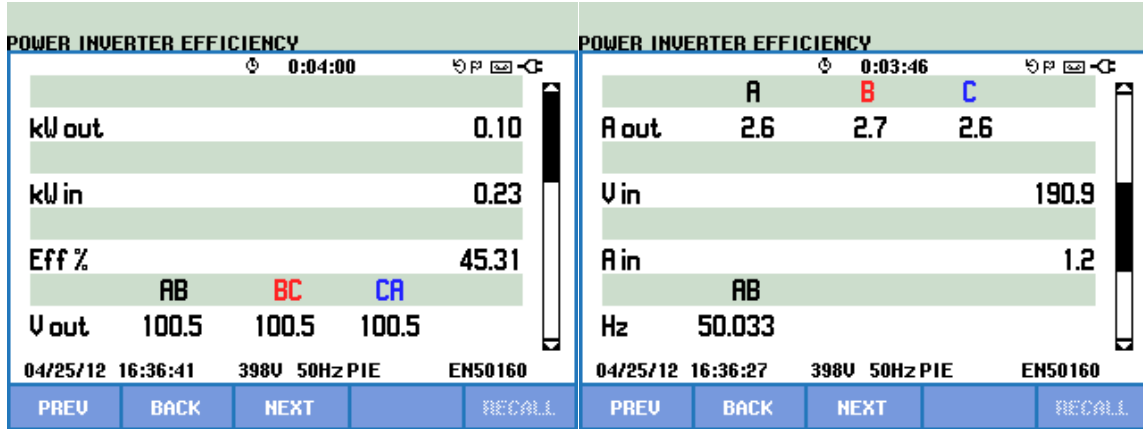 POWER INVERTER EFFICIENCY
0:04:00
kW out 0.10
kW in 0.23
Eff % 45.31
AB BC CA
V out 100.5 100.5 100.5
04/25/12 16:36:41 398V 50Hz PIE EN50160
PREV BACK NEXT RECALL
POWER INVERTER EFFICIENCY
0:03:46
A B C
A out 2.6 2.7 2.6
V in 190.9
A in 1.2
AB
Hz 50.033
04/25/12 16:36:27 398V 50Hz PIE EN50160
PREV BACK NEXT RECALL